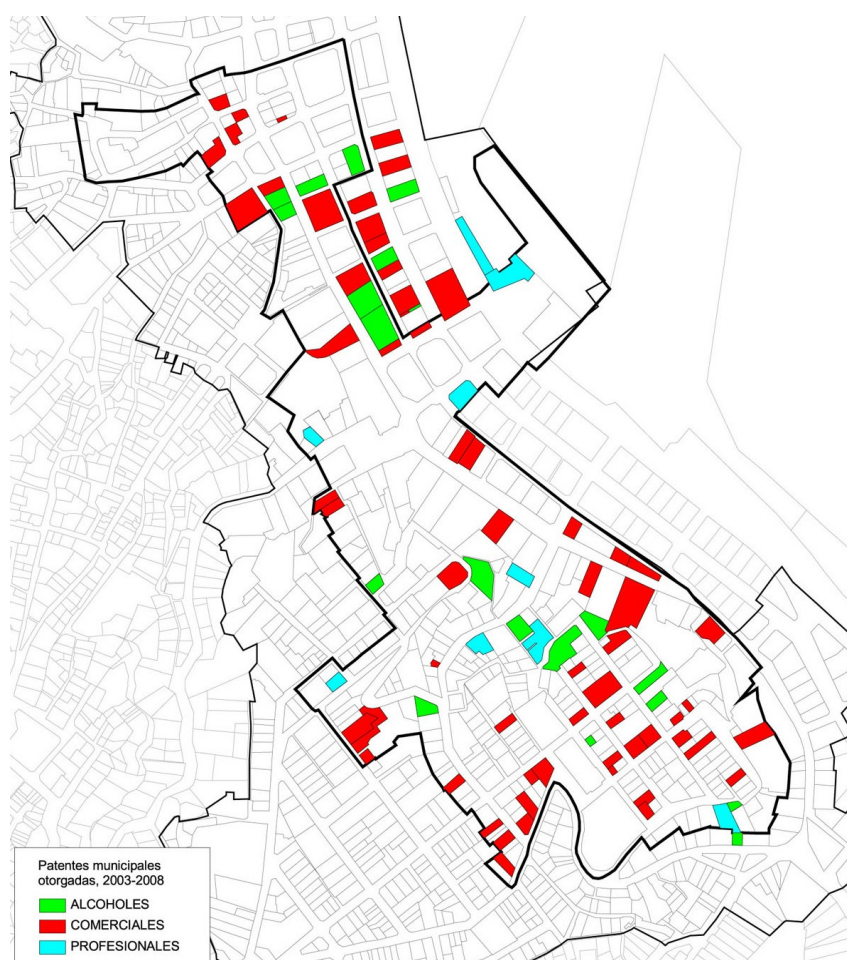 Patentes municipales
otorgadas, 2003-2008
ALCOHOLES
COMERCIALES
PROFESIONALES